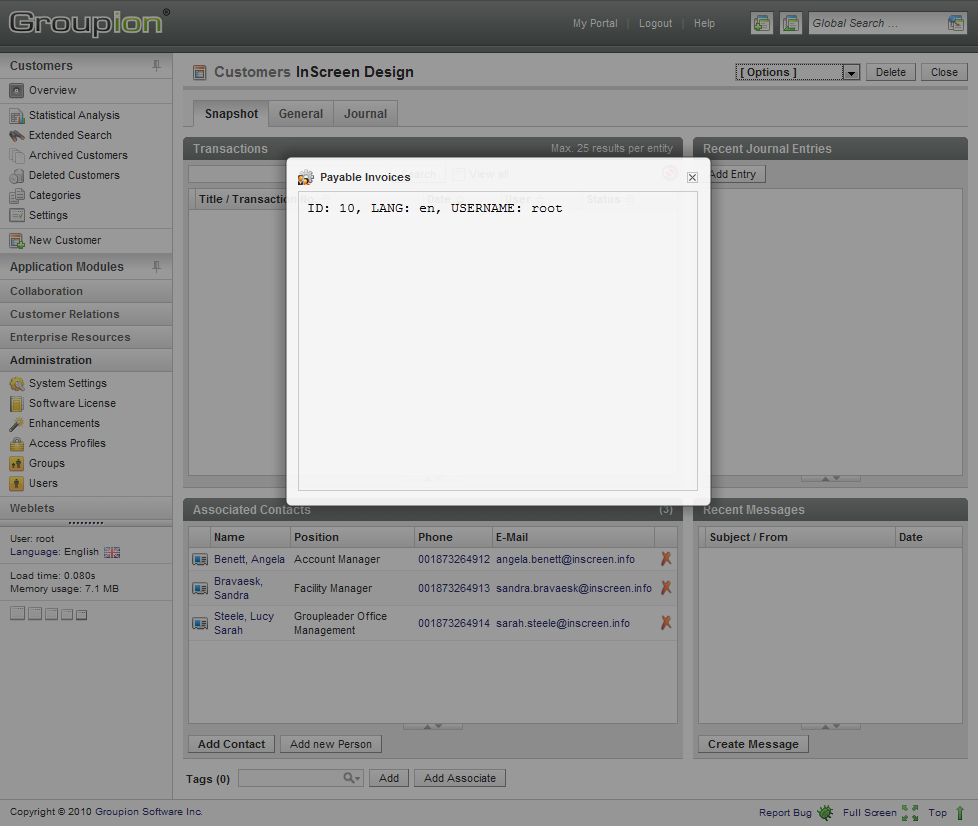 Groupion®
My Portal | Logout | Help
Global Search ...
Customers
Overview
Statistical Analysis
Extended Search
Archived Customers
Deleted Customers
Categories
Settings
New Customer
Application Modules
Collaboration
Customer Relations
Enterprise Resources
Administration
System Settings
Software License
Enhancements
Access Profiles
Groups
Users
Weblets
User: root
Language: English
Load time: 0.080s
Memory usage: 7.1 MB
Customers InScreen Design
[ Options ]
Delete
Close
Snapshot
General
Journal
Transactions
Max. 25 results per entity
Search
View all
Title / Transaction
Date
Status
Payable Invoices
ID: 10, LANG: en, USERNAME: root
Recent Journal Entries
Add Entry
Associated Contacts
(3)
Name Position Phone E-Mail
Benett, Angela Account Manager 001873264912 angela.benett@inscreen.info
Bravaesk,
Sandra Facility Manager 001873264913 sandra.bravaesk@inscreen.info
Steele, Lucy
Sarah Groupleader Office
Management 001873264914 sarah.steele@inscreen.info
Add Contact
Add new Person
Recent Messages
Subject / From Date
Create Message
Tags (0)
Add
Add Associate
Copyright © 2010 Groupion Software Inc.
Report Bug
Full Screen
Top